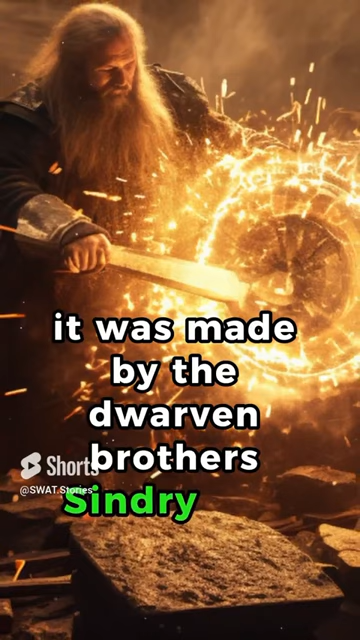 it was made
by the
dwarven
brothers
Shorts
@SWAT.Stories
Sindry